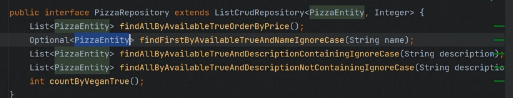 public interface PizzaRepository extends ListCrudRepository<PizzaEntity, Integer> {
List<PizzaEntity> findAllByAvailableTrueOrderByPrice();
Optional<PizzaEntity> findFirstByAvailableTrueAndNameIgnoreCase(String name);
List<PizzaEntity> findAllByAvailableTrueAndDescriptionContainingIgnoreCase(String description)
List<PizzaEntity> findAllByAvailableTrueAndDescriptionNotContainingIgnoreCase(String descriptio
int countByVeganTrue();
}